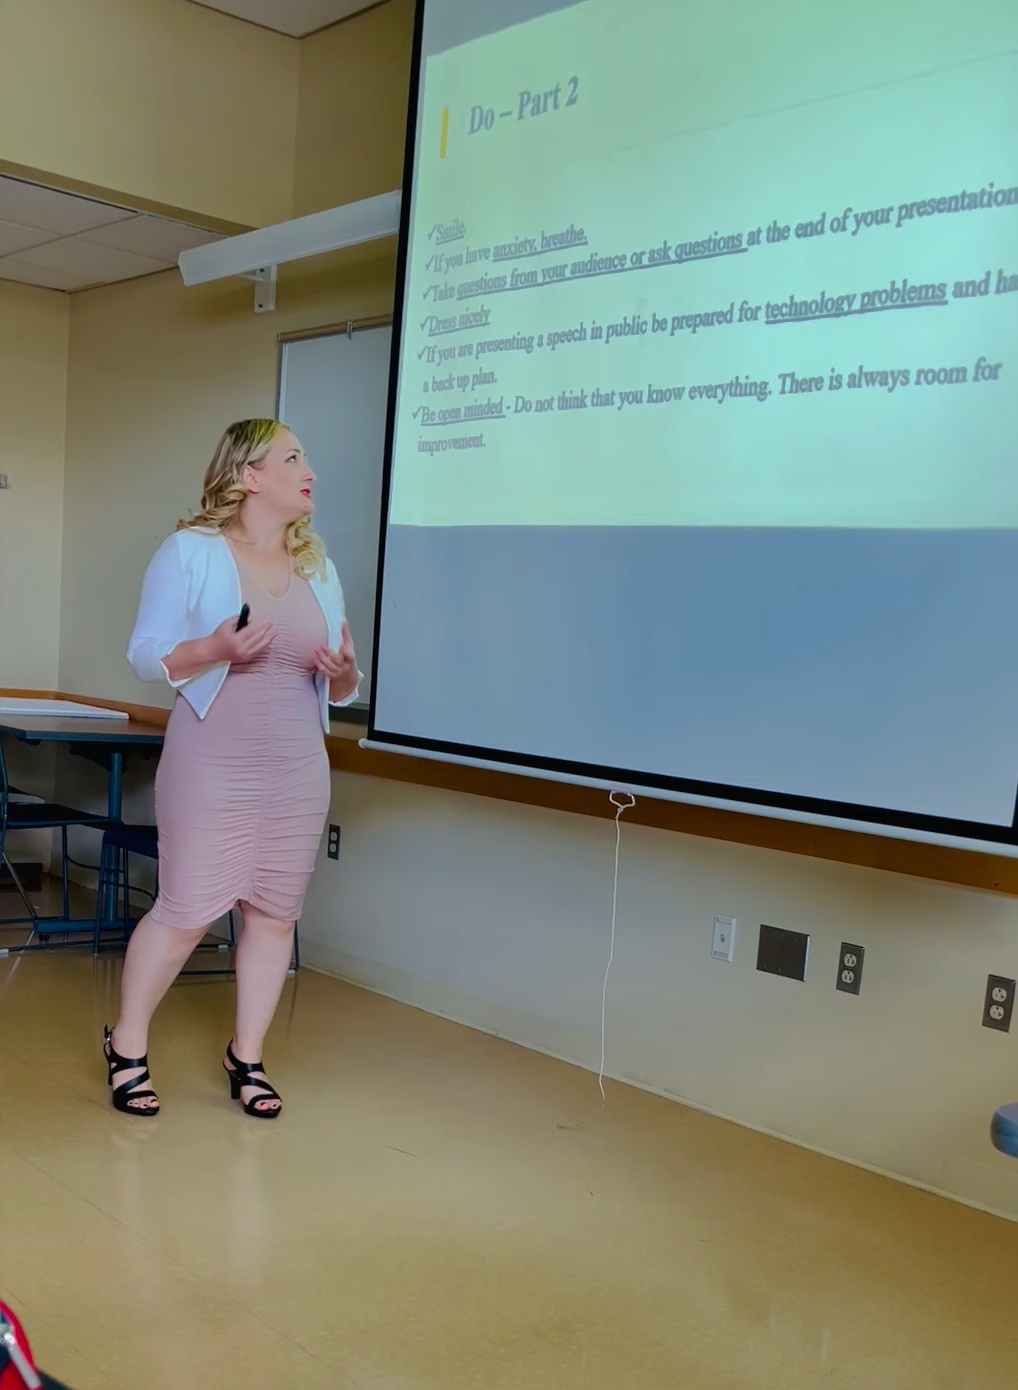 Do – Part 2
✓Smile.
✓If you have anxiety, breathe.
✓Take questions from your audience or ask questions at the end of your presentation
✓Dress nicely
✓If you are presenting a speech in public be prepared for technology problems and ha
a back up plan.
✓Be open minded - Do not think that you know everything. There is always room for
improvement.